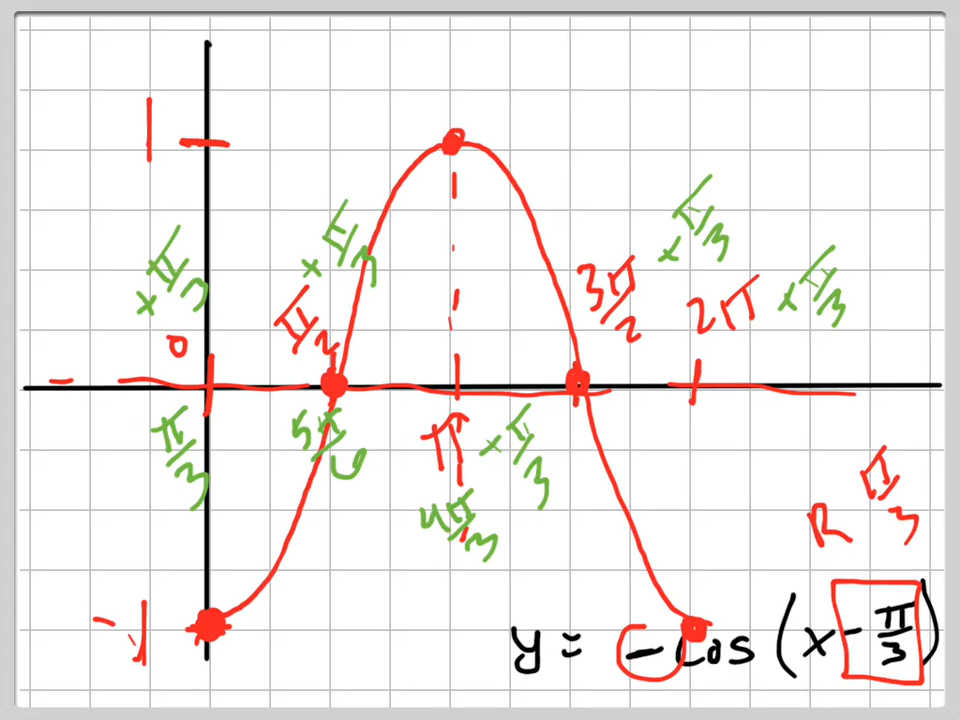 1
+π/3
+π/3
+π/3
+π/3
0
π/2
3π/2
2π
π/3
5π/6
π
+π/3
4π/3
R π/3
-1
y = -cos(x - π/3)